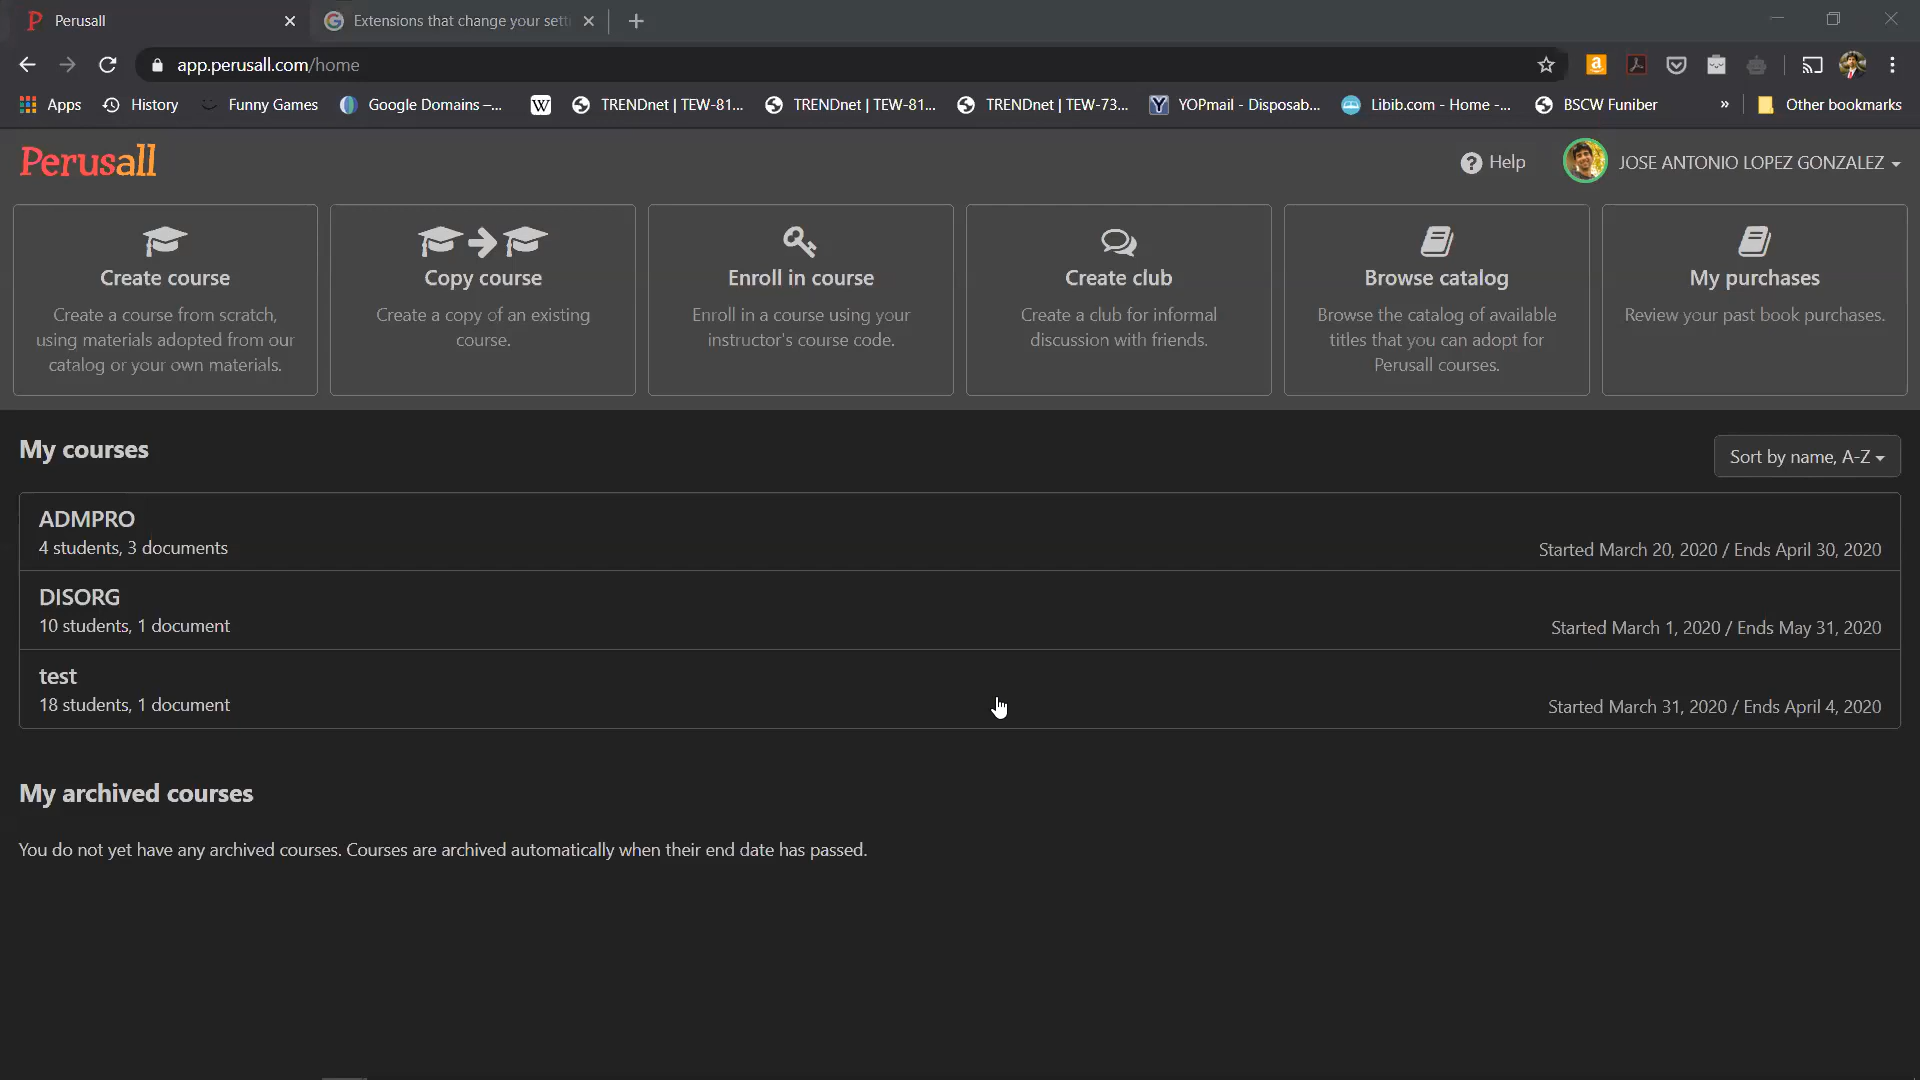 Perusall
Extensions that change your sett
app.perusall.com/home
Apps
History
Funny Games
Google Domains –...
W
TRENDnet | TEW-81...
TRENDnet | TEW-81...
TRENDnet | TEW-73...
YOPmail - Disposab...
Libib.com - Home -...
BSCW Funiber
»
Other bookmarks
Perusall
Help
JOSE ANTONIO LOPEZ GONZALEZ
Create course
Create a course from scratch,
using materials adopted from our
catalog or your own materials.
Copy course
Create a copy of an existing
course.
Enroll in course
Enroll in a course using your
instructor's course code.
Create club
Create a club for informal
discussion with friends.
Browse catalog
Browse the catalog of available
titles that you can adopt for
Perusall courses.
My purchases
Review your past book purchases.
My courses
Sort by name, A-Z
ADMPRO
4 students, 3 documents
Started March 20, 2020 / Ends April 30, 2020
DISORG
10 students, 1 document
Started March 1, 2020 / Ends May 31, 2020
test
18 students, 1 document
Started March 31, 2020 / Ends April 4, 2020
My archived courses
You do not yet have any archived courses. Courses are archived automatically when their end date has passed.